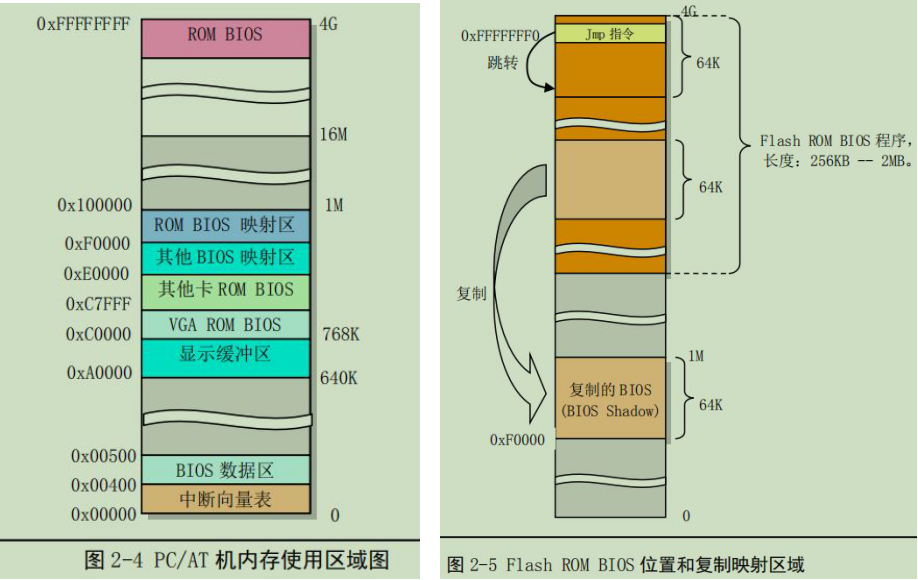 0xFFFFFFFF
4G
ROM BIOS
16M
0x100000
1M
ROM BIOS 映射区
0xF0000
其他 BIOS 映射区
0xE0000
其他卡 ROM BIOS
0xC7FFF
VGA ROM BIOS
0xC0000
768K
显示缓冲区
0xA0000
640K
0x00500
BIOS 数据区
0x00400
中断向量表
0x00000
0
图 2-4 PC/AT 机内存使用区域图
4G
0xFFFFFFF0
Jmp 指令
跳转
64K
Flash ROM BIOS 程序，
长度：256KB -- 2MB。
64K
复制
1M
复制的 BIOS
(BIOS Shadow)
64K
0xF0000
0
图 2-5 Flash ROM BIOS 位置和复制映射区域